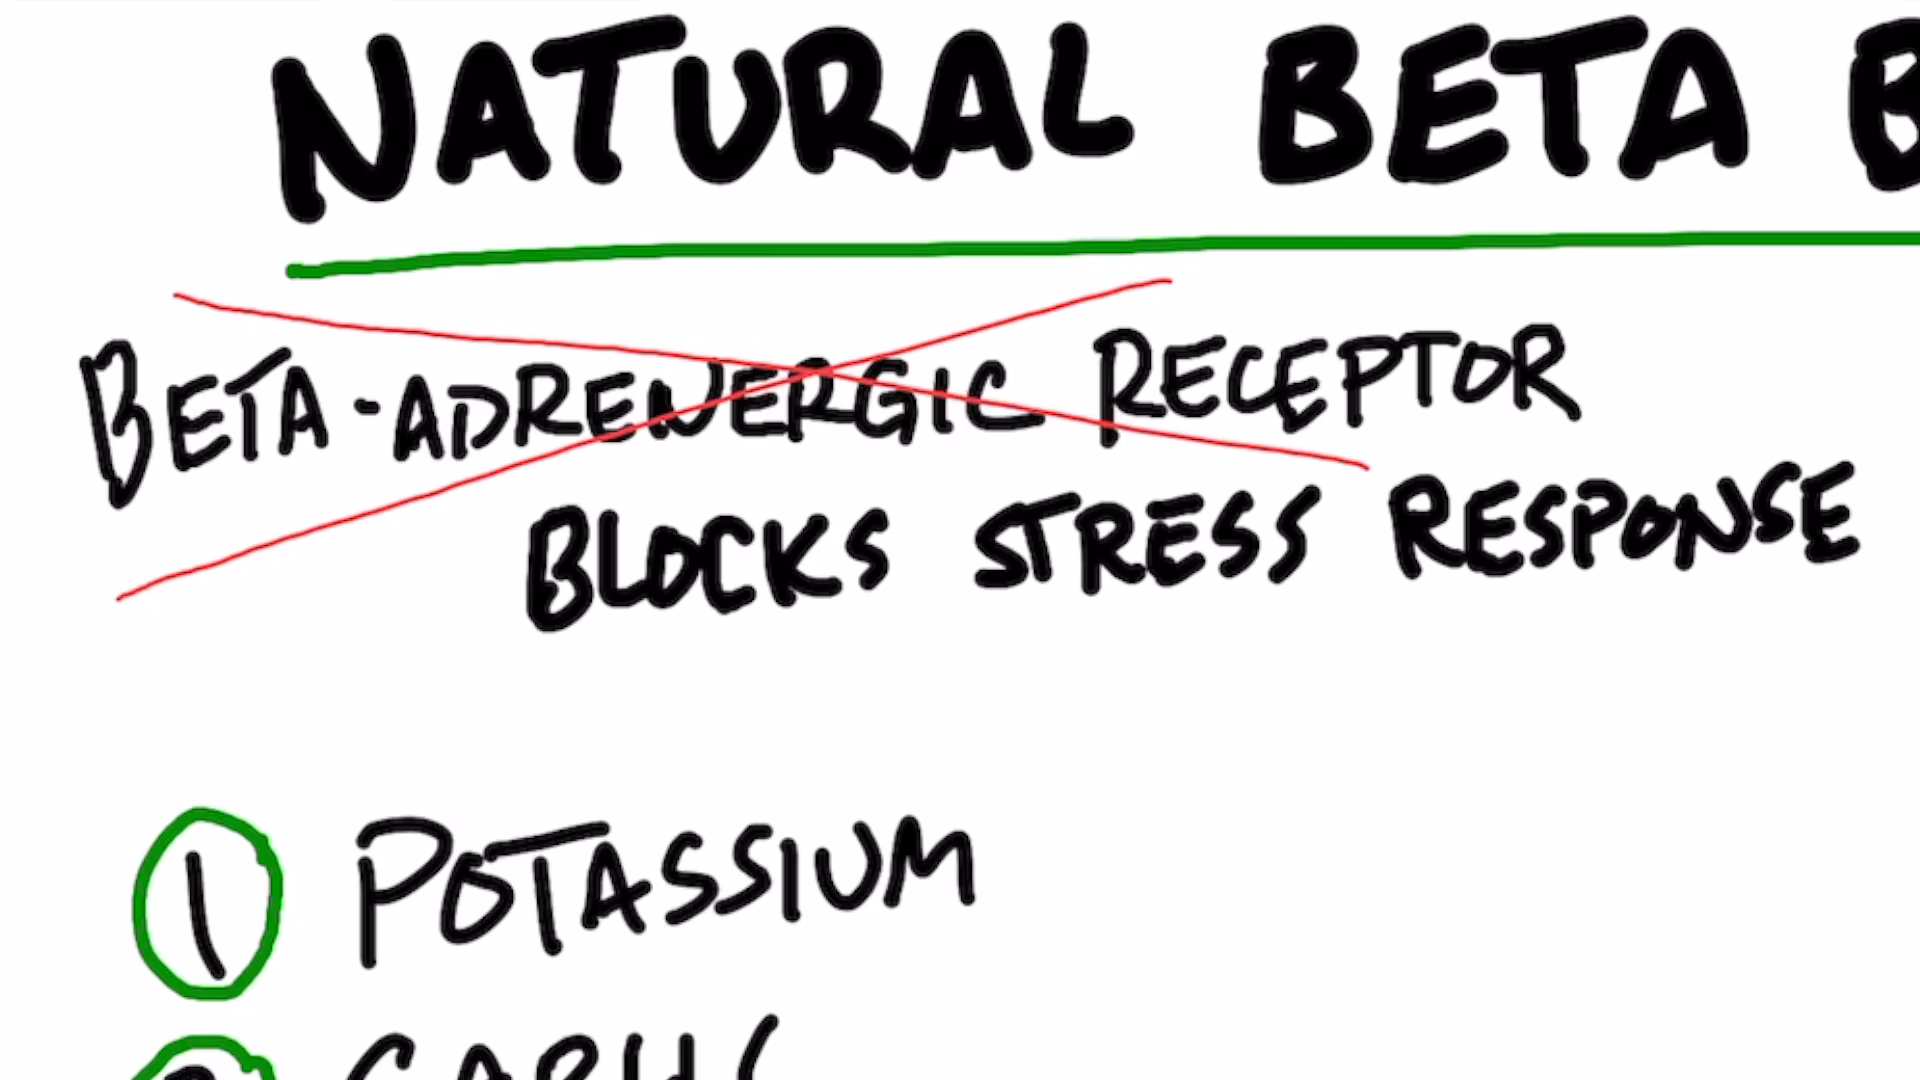 NATURAL BETA B
BETA-ADRENERGIC RECEPTOR
BLOCKS STRESS RESPONSE
1 POTASSIUM